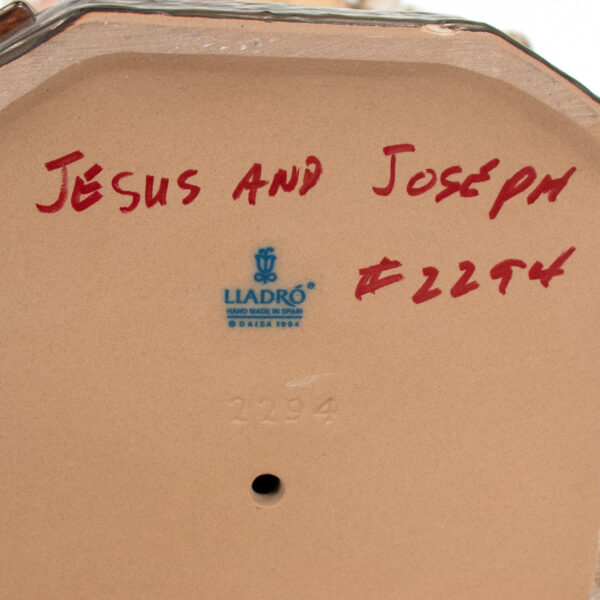 JESUS AND JOSEPH
#2294
LLADRÓ®
HAND MADE IN SPAIN
© DAISA 1994
2294